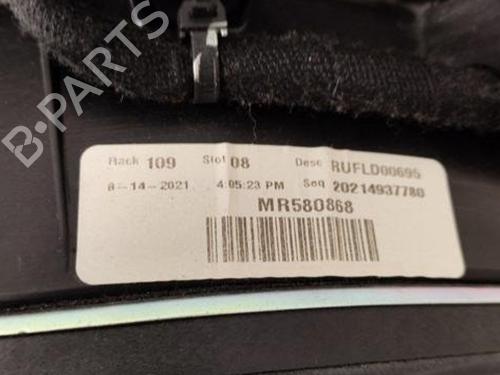 B-PARTS
Rack 109 Slot 08 Desc RUFLD00695
8-14-2021 4:05:23 PM Seq 20214937780
MR580868